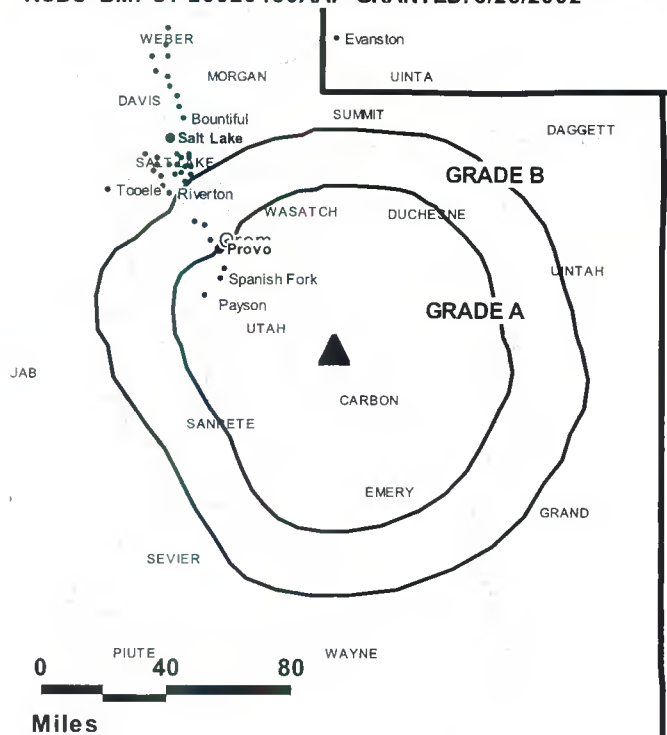 WEBER
Evanston
MORGAN
UINTA
DAVIS
Bountiful
SUMMIT
DAGGETT
Salt Lake
SALT LAKE
GRADE B
Tooele
Riverton
WASATCH
DUCHESNE
Orem
Provo
UINTAH
Spanish Fork
Payson
GRADE A
UTAH
JAB
CARBON
SANPETE
EMERY
GRAND
SEVIER
PIUTE
WAYNE
0 40 80
Miles